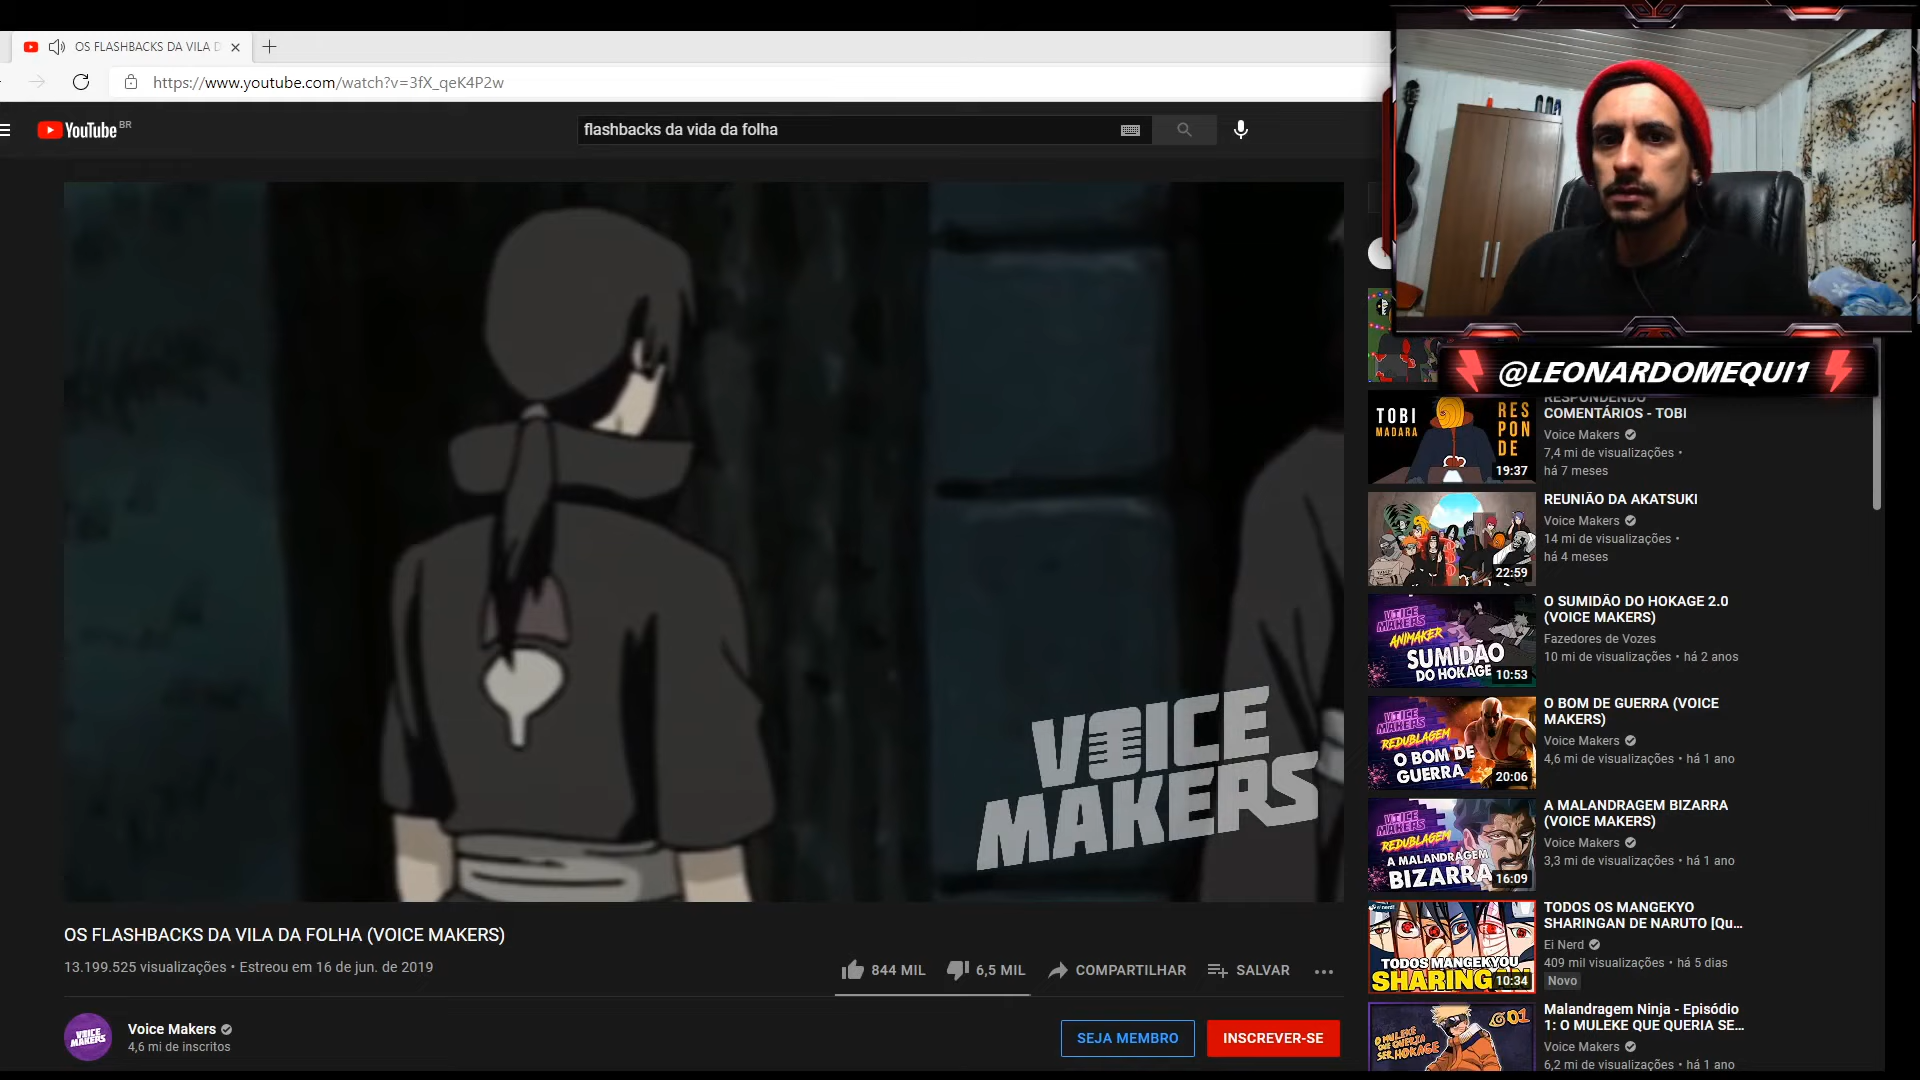 OS FLASHBACKS DA VILA D
https://www.youtube.com/watch?v=3fX_qeK4P2w
YouTube BR
flashbacks da vida da folha
@LEONARDOMEQUI1
VOICE
MAKERS
OS FLASHBACKS DA VILA DA FOLHA (VOICE MAKERS)
13.199.525 visualizações • Estreou em 16 de jun. de 2019
844 MIL
6,5 MIL
COMPARTILHAR
SALVAR
VOICE
MAKERS
Voice Makers
4,6 mi de inscritos
SEJA MEMBRO
INSCREVER-SE
TOBI
MADARA
RES
PON
DE
19:37
RESPONDENDO
COMENTÁRIOS - TOBI
Voice Makers
7,4 mi de visualizações •
há 7 meses
22:59
REUNIÃO DA AKATSUKI
Voice Makers
14 mi de visualizações •
há 4 meses
VOICE
MAKERS
ANIMAKER
SUMIDÃO
DO HOKAGE
10:53
O SUMIDÃO DO HOKAGE 2.0
(VOICE MAKERS)
Fazedores de Vozes
10 mi de visualizações • há 2 anos
VOICE
MAKERS
REDUBLAGEM
O BOM DE
GUERRA
20:06
O BOM DE GUERRA (VOICE
MAKERS)
Voice Makers
4,6 mi de visualizações • há 1 ano
VOICE
MAKERS
REDUBLAGEM
A MALANDRAGEM
BIZARRA
16:09
A MALANDRAGEM BIZARRA
(VOICE MAKERS)
Voice Makers
3,3 mi de visualizações • há 1 ano
TODOS MANGEKYOU
SHARING
10:34
TODOS OS MANGEKYO
SHARINGAN DE NARUTO [Qu...
Ei Nerd
409 mil visualizações • há 5 dias
Novo
01
O MULEKE
QUE QUERIA
SER HOKAGE
Malandragem Ninja - Episódio
1: O MULEKE QUE QUERIA SE...
Voice Makers
6,2 mi de visualizações • há 1 ano